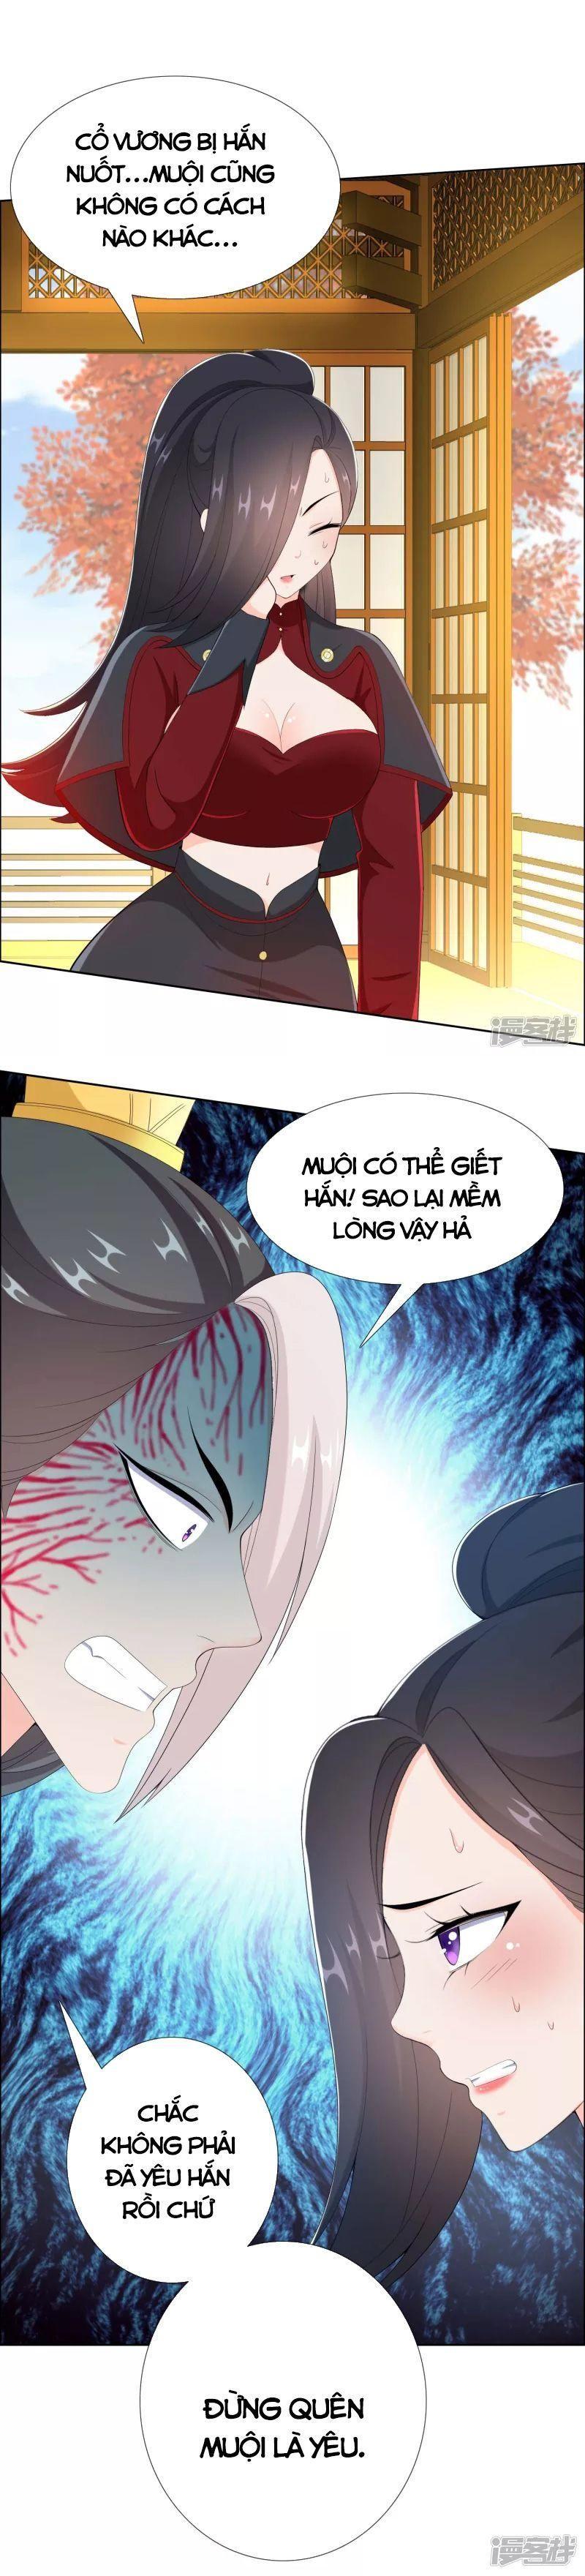 CỔ VƯƠNG BỊ HẮN
NUỐT...MUỘI CŨNG
KHÔNG CÓ CÁCH
NÀO KHÁC...
漫客栈
MUỘI CÓ THỂ GIẾT
HẮN! SAO LẠI MỀM
LÒNG VẬY HẢ
CHẮC
KHÔNG PHẢI
ĐÃ YÊU HẮN
RỒI CHỨ
ĐỪNG QUÊN
MUỘI LÀ YÊU.
漫客栈